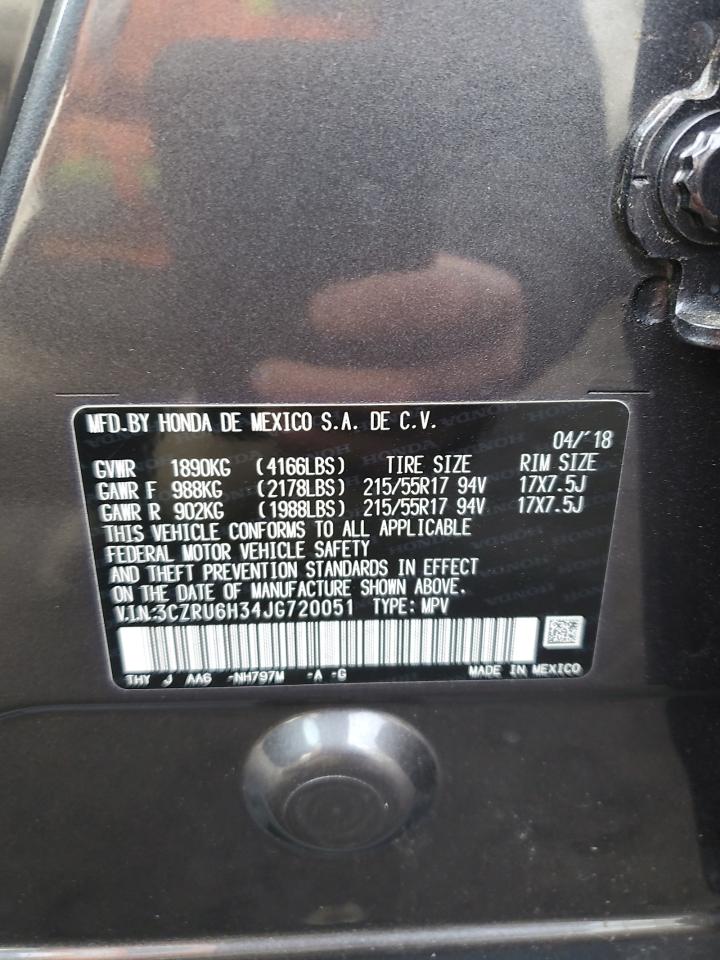 MFD.BY HONDA DE MEXICO S.A. DE C.V.
04/'18
GVWR 1890KG (4166LBS) TIRE SIZE RIM SIZE
GAWR F 988KG (2178LBS) 215/55R17 94V 17X7.5J
GAWR R 902KG (1988LBS) 215/55R17 94V 17X7.5J
THIS VEHICLE CONFORMS TO ALL APPLICABLE
FEDERAL MOTOR VEHICLE SAFETY
AND THEFT PREVENTION STANDARDS IN EFFECT
ON THE DATE OF MANUFACTURE SHOWN ABOVE.
V.I.N:3CZRU6H34JG720051 TYPE: MPV
THY J AA6 -NH797M -A -G MADE IN MEXICO